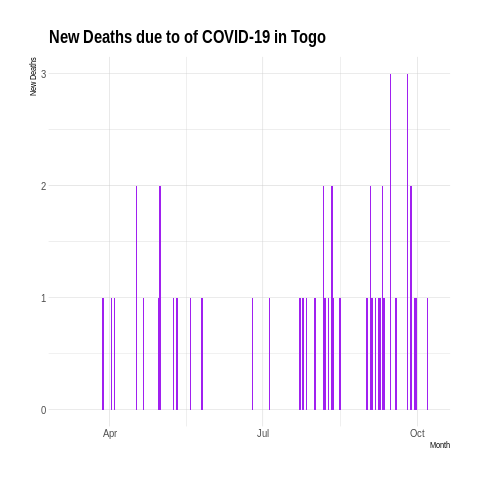 New Deaths due to of COVID-19 in Togo
New Deaths
3
2
1
0
Apr
Jul
Oct
Month